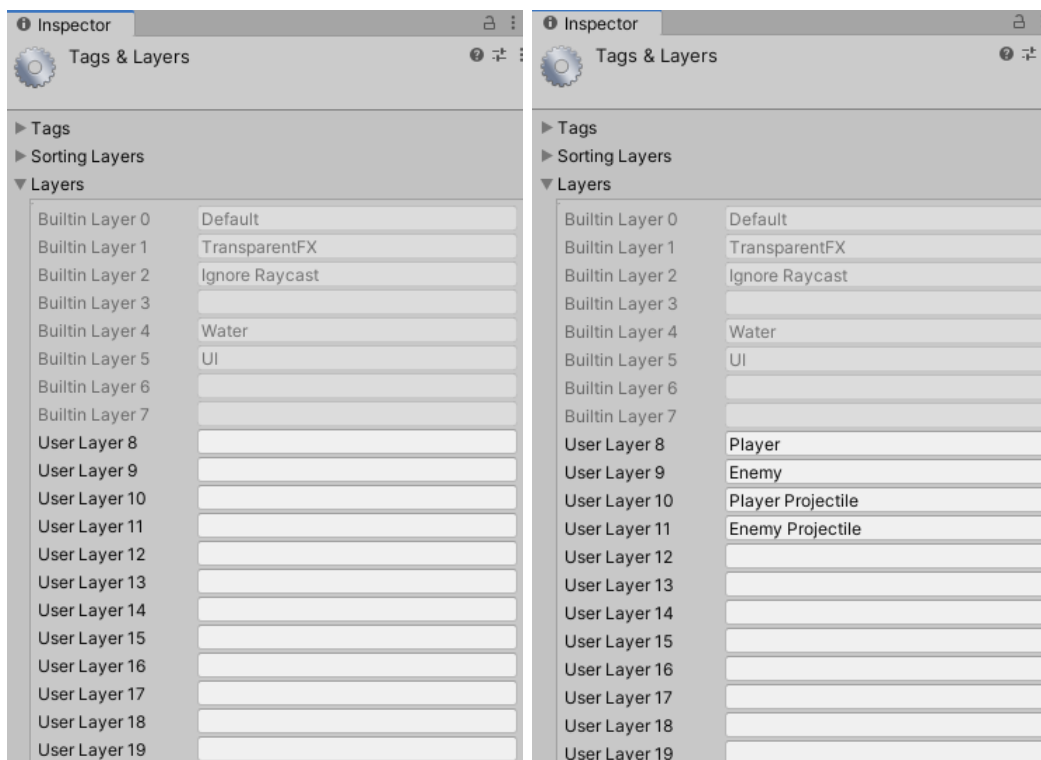 Inspector
Tags & Layers
Tags
Sorting Layers
Layers
Builtin Layer 0 Default
Builtin Layer 1 TransparentFX
Builtin Layer 2 Ignore Raycast
Builtin Layer 3
Builtin Layer 4 Water
Builtin Layer 5 UI
Builtin Layer 6
Builtin Layer 7
User Layer 8
User Layer 9
User Layer 10
User Layer 11
User Layer 12
User Layer 13
User Layer 14
User Layer 15
User Layer 16
User Layer 17
User Layer 18
User Layer 19
Inspector
Tags & Layers
Tags
Sorting Layers
Layers
Builtin Layer 0 Default
Builtin Layer 1 TransparentFX
Builtin Layer 2 Ignore Raycast
Builtin Layer 3
Builtin Layer 4 Water
Builtin Layer 5 UI
Builtin Layer 6
Builtin Layer 7
User Layer 8 Player
User Layer 9 Enemy
User Layer 10 Player Projectile
User Layer 11 Enemy Projectile
User Layer 12
User Layer 13
User Layer 14
User Layer 15
User Layer 16
User Layer 17
User Layer 18
User Layer 19